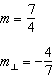 m = 7/4
m⊥ = -4/7